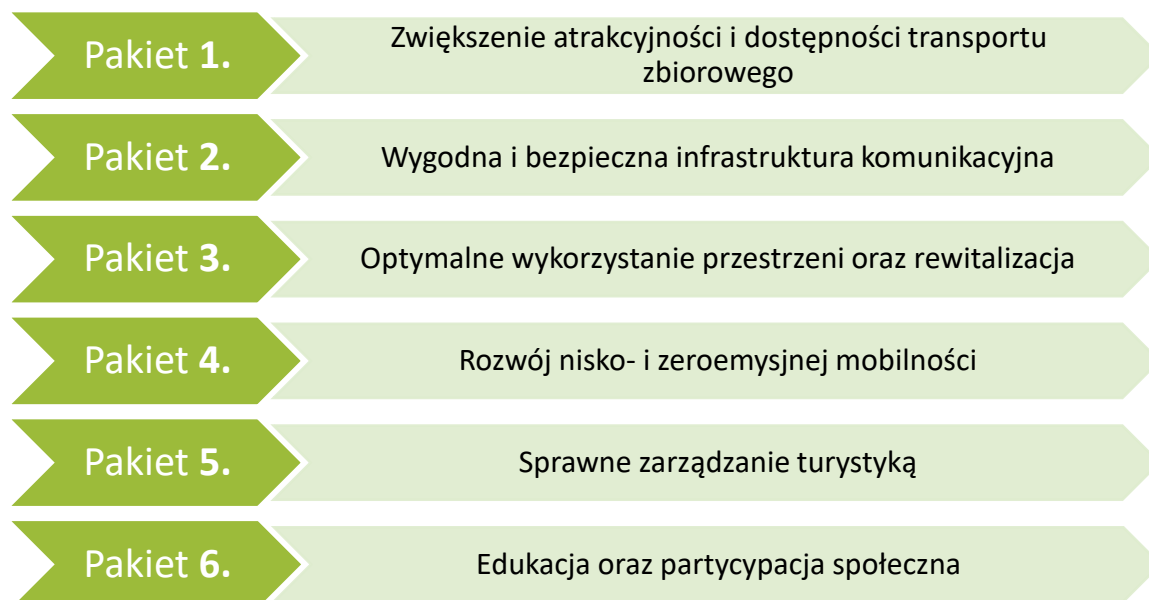 Pakiet 1.
Zwiększenie atrakcyjności i dostępności transportu
zbiorowego
Pakiet 2.
Wygodna i bezpieczna infrastruktura komunikacyjna
Pakiet 3.
Optymalne wykorzystanie przestrzeni oraz rewitalizacja
Pakiet 4.
Rozwój nisko- i zeroemysjnej mobilności
Pakiet 5.
Sprawne zarządzanie turystyką
Pakiet 6.
Edukacja oraz partycypacja społeczna